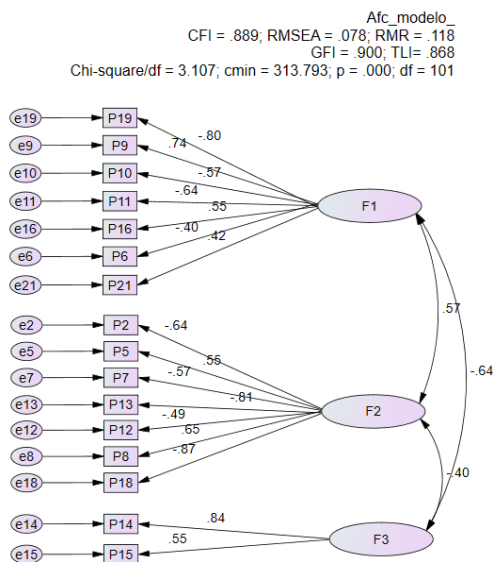 Afc_modelo_
CFI = .889; RMSEA = .078; RMR = .118
GFI = .900; TLI= .868
Chi-square/df = 3.107; cmin = 313.793; p = .000; df = 101
e19 P19 -.80
e9 P9 .74
e10 P10 -.57
e11 P11 -.64
e16 P16 .55
e6 P6 -.40
e21 P21 .42
F1
.57
-.64
e2 P2 -.64
e5 P5 .55
e7 P7 -.57
e13 P13 -.81
e12 P12 -.49
e8 P8 .65
e18 P18 -.87
F2
-.40
e14 P14 .84
e15 P15 .55
F3